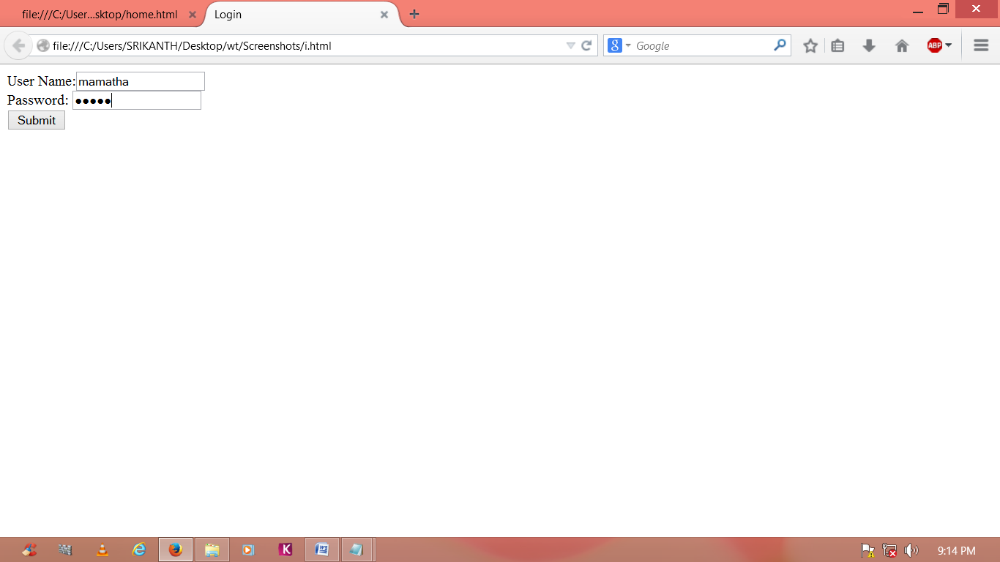 file:///C:/User...sktop/home.html
Login
file:///C:/Users/SRIKANTH/Desktop/wt/Screenshots/i.html
8 Google
ABP
User Name: mamatha
Password: •••••
Submit
K
W
9:14 PM